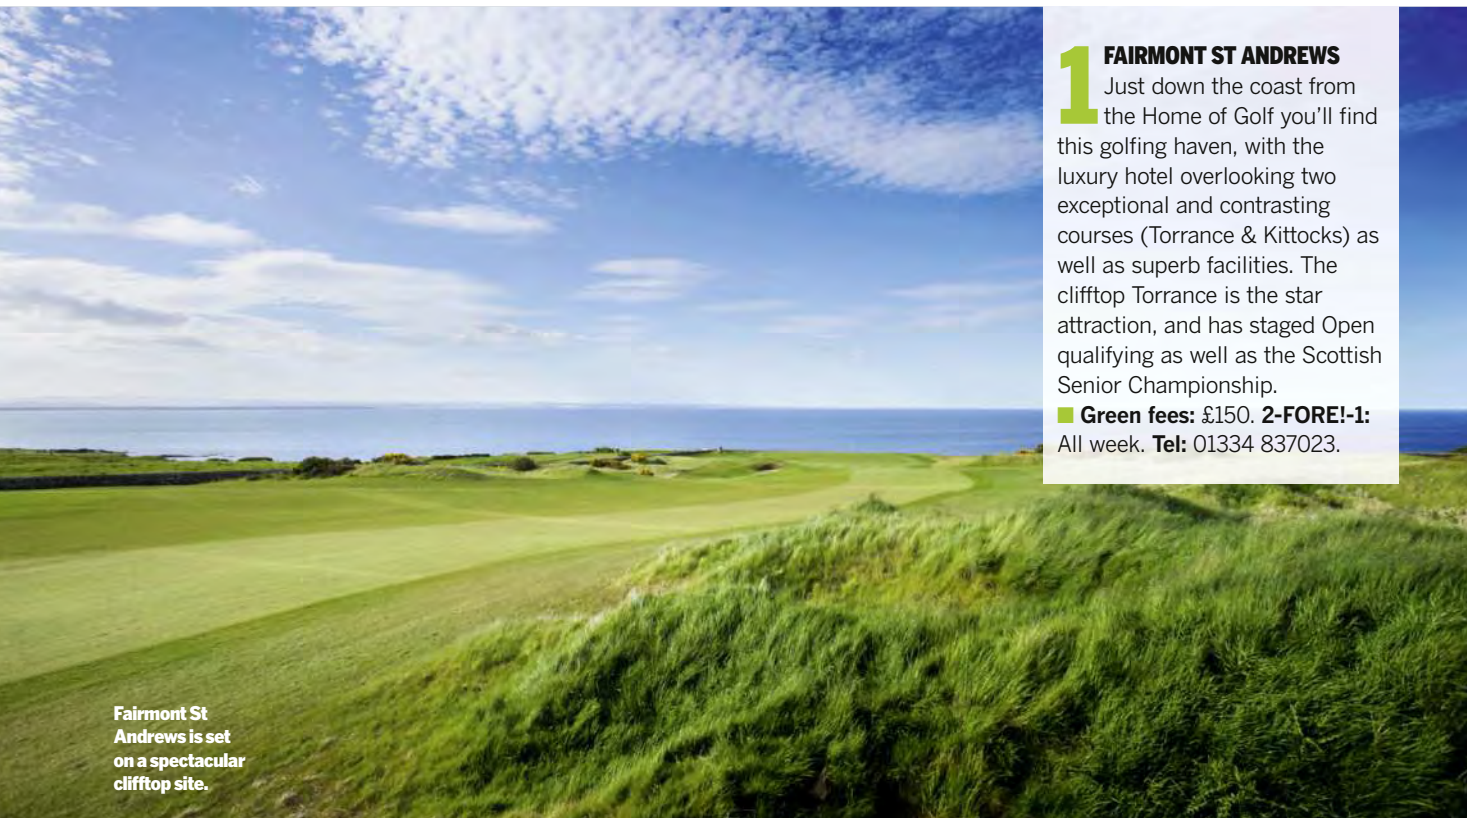 1
FAIRMONT ST ANDREWS
Just down the coast from
the Home of Golf you’ll find
this golfing haven, with the
luxury hotel overlooking two
exceptional and contrasting
courses (Torrance & Kittocks) as
well as superb facilities. The
clifftop Torrance is the star
attraction, and has staged Open
qualifying as well as the Scottish
Senior Championship.
■ Green fees: £150. 2-FORE!-1:
All week. Tel: 01334 837023.
Fairmont St
Andrews is set
on a spectacular
clifftop site.